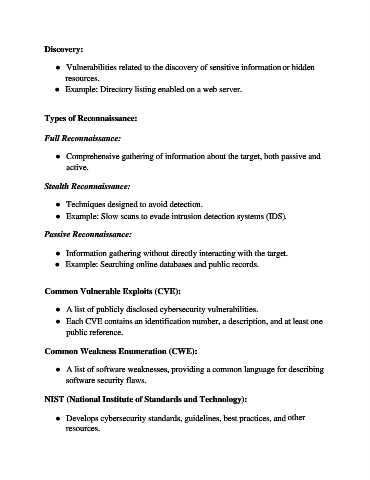 Discovery:
● Vulnerabilities related to the discovery of sensitive information or hidden
resources.
● Example: Directory listing enabled on a web server.
Types of Reconnaissance:
Full Reconnaissance:
● Comprehensive gathering of information about the target, both passive and
active.
Stealth Reconnaissance:
● Techniques designed to avoid detection.
● Example: Slow scans to evade intrusion detection systems (IDS).
Passive Reconnaissance:
● Information gathering without directly interacting with the target.
● Example: Searching online databases and public records.
Common Vulnerable Exploits (CVE):
● A list of publicly disclosed cybersecurity vulnerabilities.
● Each CVE contains an identification number, a description, and at least one
public reference.
Common Weakness Enumeration (CWE):
● A list of software weaknesses, providing a common language for describing
software security flaws.
NIST (National Institute of Standards and Technology):
● Develops cybersecurity standards, guidelines, best practices, and other
resources.